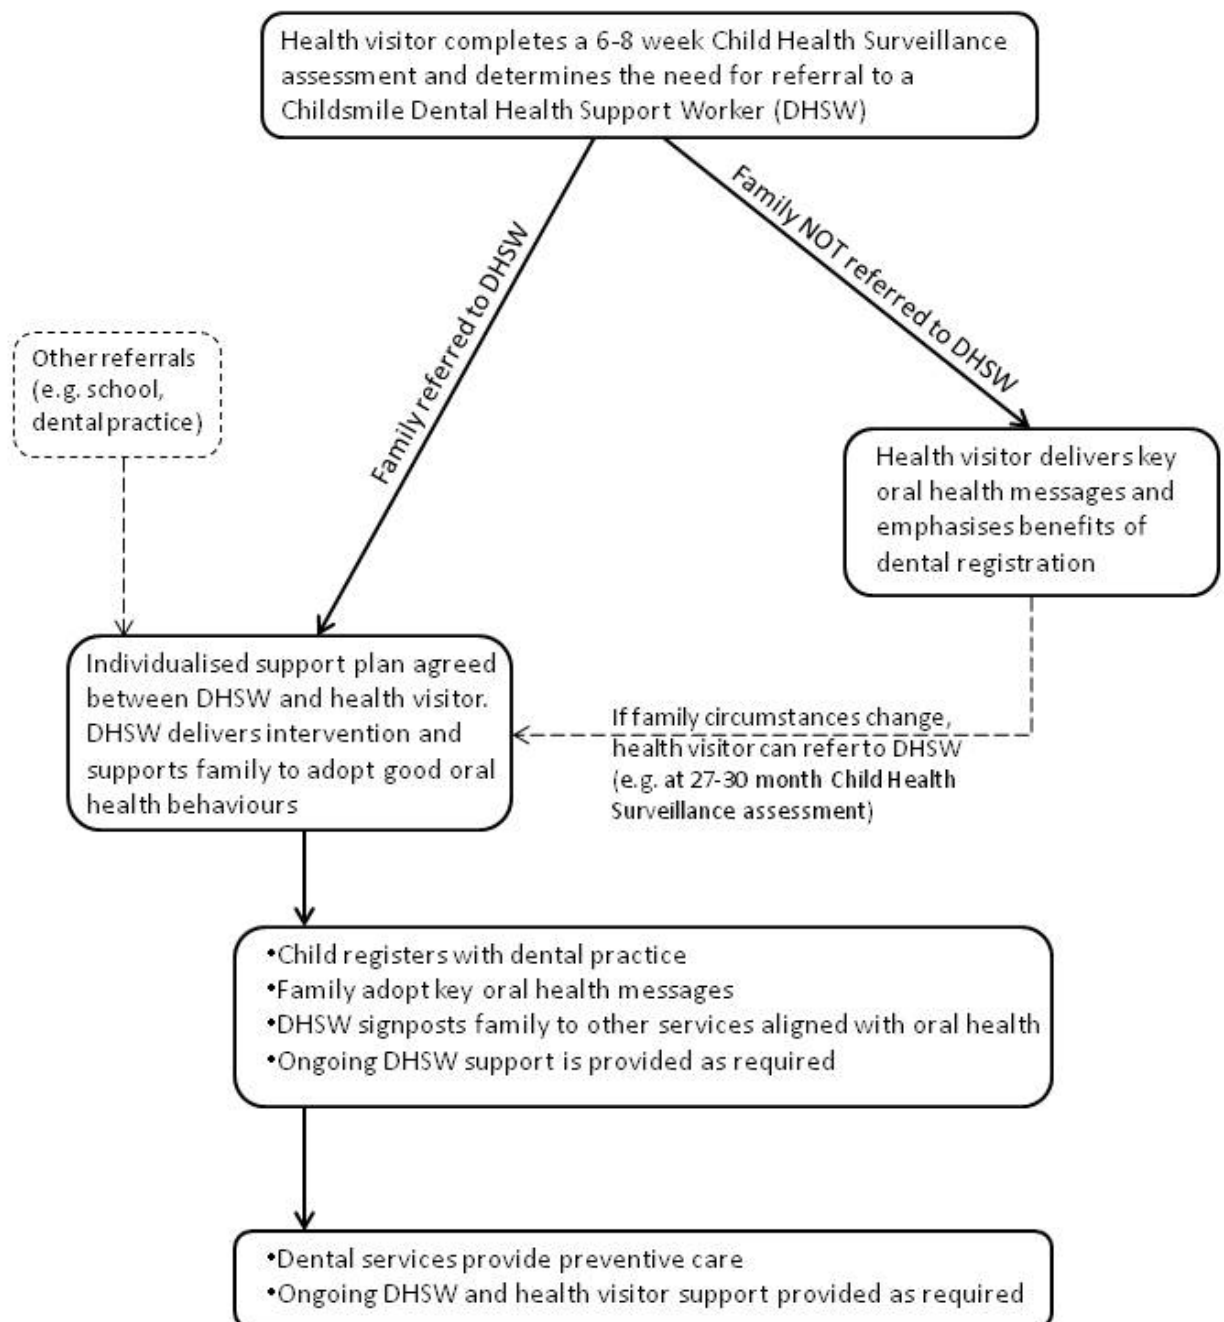 Health visitor completes a 6-8 week Child Health Surveillance
assessment and determines the need for referral to a
Childsmile Dental Health Support Worker (DHSW)
Family referred to DHSW
Family NOT referred to DHSW
Other referrals
(e.g. school,
dental practice)
Health visitor delivers key
oral health messages and
emphasises benefits of
dental registration
Individualised support plan agreed
between DHSW and health visitor.
DHSW delivers intervention and
supports family to adopt good oral
health behaviours
If family circumstances change,
health visitor can refer to DHSW
(e.g. at 27-30 month Child Health
Surveillance assessment)
•Child registers with dental practice
•Family adopt key oral health messages
•DHSW signposts family to other services aligned with oral health
•Ongoing DHSW support is provided as required
•Dental services provide preventive care
•Ongoing DHSW and health visitor support provided as required